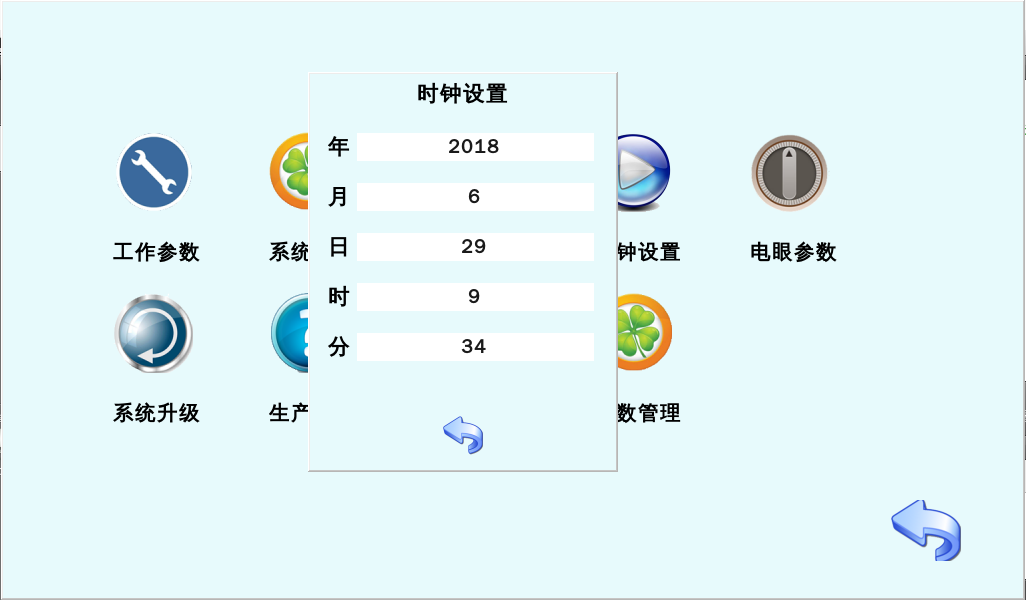 时钟设置
年 2018
月 6
日 29
时 9
分 34
工作参数
系统
钟设置
电眼参数
系统升级
生产
数管理